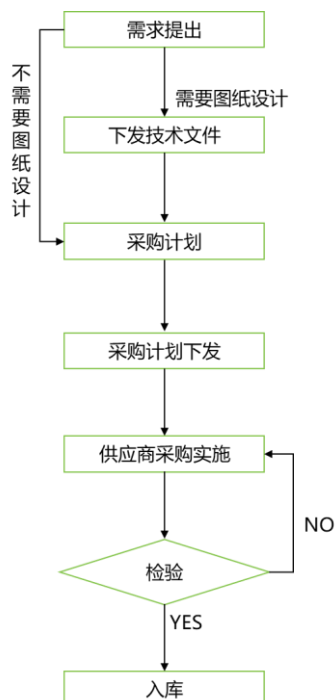 需求提出
不需要图纸设计
需要图纸设计
下发技术文件
采购计划
采购计划下发
供应商采购实施
NO
检验
YES
入库